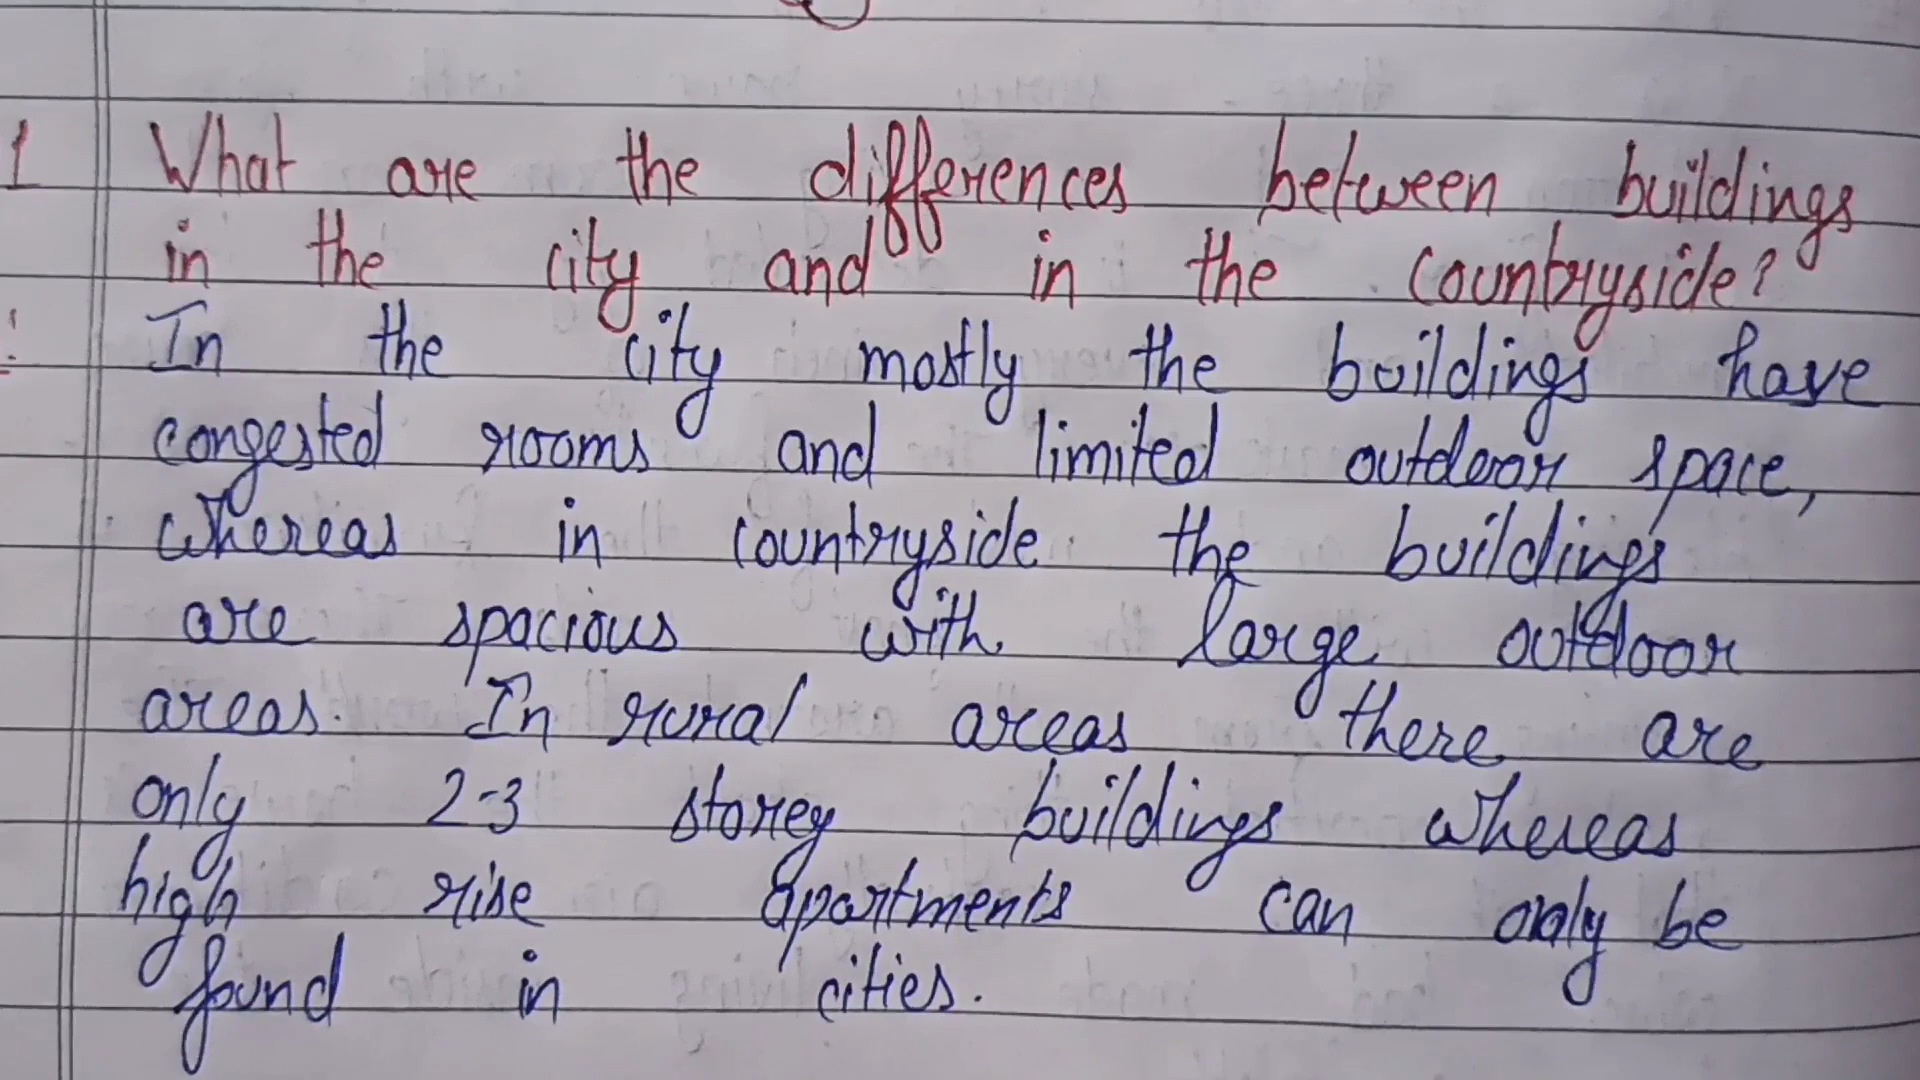 1 What are the differences between buildings
in the city and in the countryside?
In the city mostly the buildings have
congested rooms and limited outdoor space,
whereas in countryside the buildings
are spacious with large outdoor
areas. In rural areas there are
only 2-3 storey buildings whereas
high rise apartments can only be
found in cities.